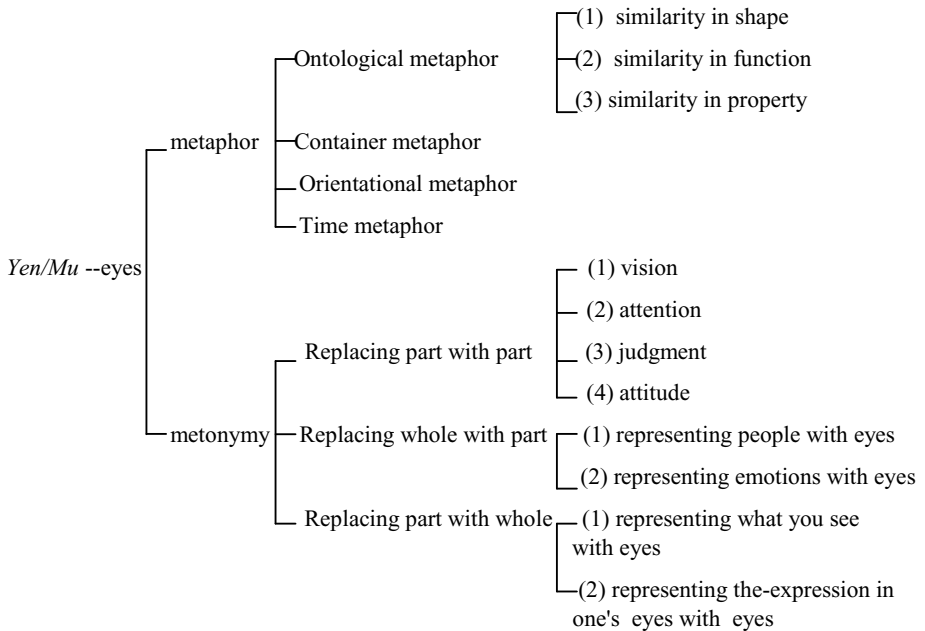 (1) similarity in shape
Ontological metaphor
(2) similarity in function
(3) similarity in property
metaphor
Container metaphor
Orientational metaphor
Time metaphor
Yen/Mu --eyes
(1) vision
(2) attention
Replacing part with part
(3) judgment
(4) attitude
metonymy
Replacing whole with part
(1) representing people with eyes
(2) representing emotions with eyes
Replacing part with whole
(1) representing what you see
with eyes
(2) representing the-expression in
one's eyes with eyes